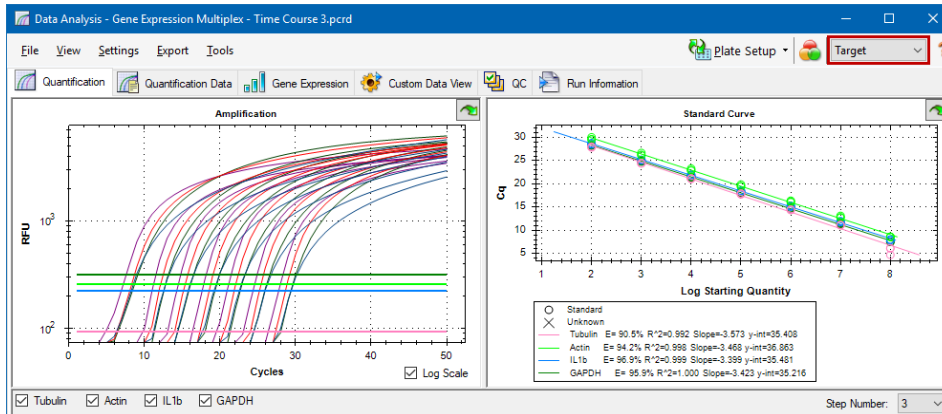 Data Analysis - Gene Expression Multiplex - Time Course 3.pcrd
File View Settings Export Tools
Plate Setup
Target
Quantification
Quantification Data
Gene Expression
Custom Data View
QC
Run Information
Amplification
RFU
10^3
10^2
0 10 20 30 40 50
Cycles
Log Scale
Standard Curve
Cq
30
25
20
15
10
5
1 2 3 4 5 6 7 8
Log Starting Quantity
Standard
Unknown
Tubulin E= 90.5% R^2=0.992 Slope=-3.573 y-int=35.408
Actin E= 94.2% R^2=0.998 Slope=-3.468 y-int=36.863
IL1b E= 96.9% R^2=0.999 Slope=-3.399 y-int=35.481
GAPDH E= 95.9% R^2=1.000 Slope=-3.423 y-int=35.216
Tubulin Actin IL1b GAPDH
Step Number: 3